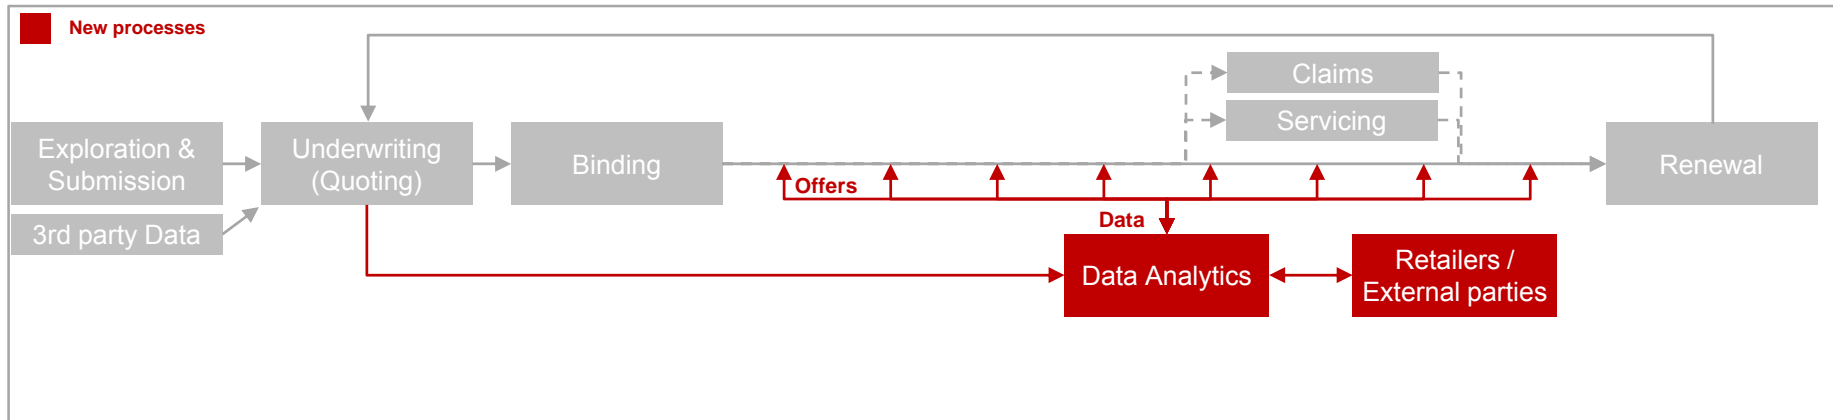 New processes
Claims
Servicing
Exploration &
Submission
Underwriting
(Quoting)
Binding
Renewal
Offers
3rd party Data
Data
Data Analytics
Retailers /
External parties